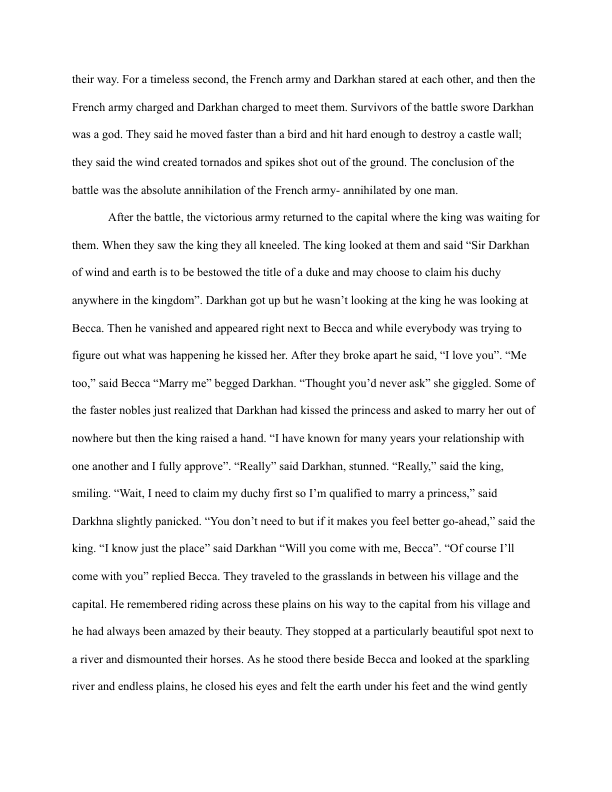 their way. For a timeless second, the French army and Darkhan stared at each other, and then the
French army charged and Darkhan charged to meet them. Survivors of the battle swore Darkhan
was a god. They said he moved faster than a bird and hit hard enough to destroy a castle wall;
they said the wind created tornados and spikes shot out of the ground. The conclusion of the
battle was the absolute annihilation of the French army- annihilated by one man.
After the battle, the victorious army returned to the capital where the king was waiting for
them. When they saw the king they all kneeled. The king looked at them and said “Sir Darkhan
of wind and earth is to be bestowed the title of a duke and may choose to claim his duchy
anywhere in the kingdom”. Darkhan got up but he wasn’t looking at the king he was looking at
Becca. Then he vanished and appeared right next to Becca and while everybody was trying to
figure out what was happening he kissed her. After they broke apart he said, “I love you”. “Me
too,” said Becca “Marry me” begged Darkhan. “Thought you’d never ask” she giggled. Some of
the faster nobles just realized that Darkhan had kissed the princess and asked to marry her out of
nowhere but then the king raised a hand. “I have known for many years your relationship with
one another and I fully approve”. “Really” said Darkhan, stunned. “Really,” said the king,
smiling. “Wait, I need to claim my duchy first so I’m qualified to marry a princess,” said
Darkhna slightly panicked. “You don’t need to but if it makes you feel better go-ahead,” said the
king. “I know just the place” said Darkhan “Will you come with me, Becca”. “Of course I’ll
come with you” replied Becca. They traveled to the grasslands in between his village and the
capital. He remembered riding across these plains on his way to the capital from his village and
he had always been amazed by their beauty. They stopped at a particularly beautiful spot next to
a river and dismounted their horses. As he stood there beside Becca and looked at the sparkling
river and endless plains, he closed his eyes and felt the earth under his feet and the wind gently